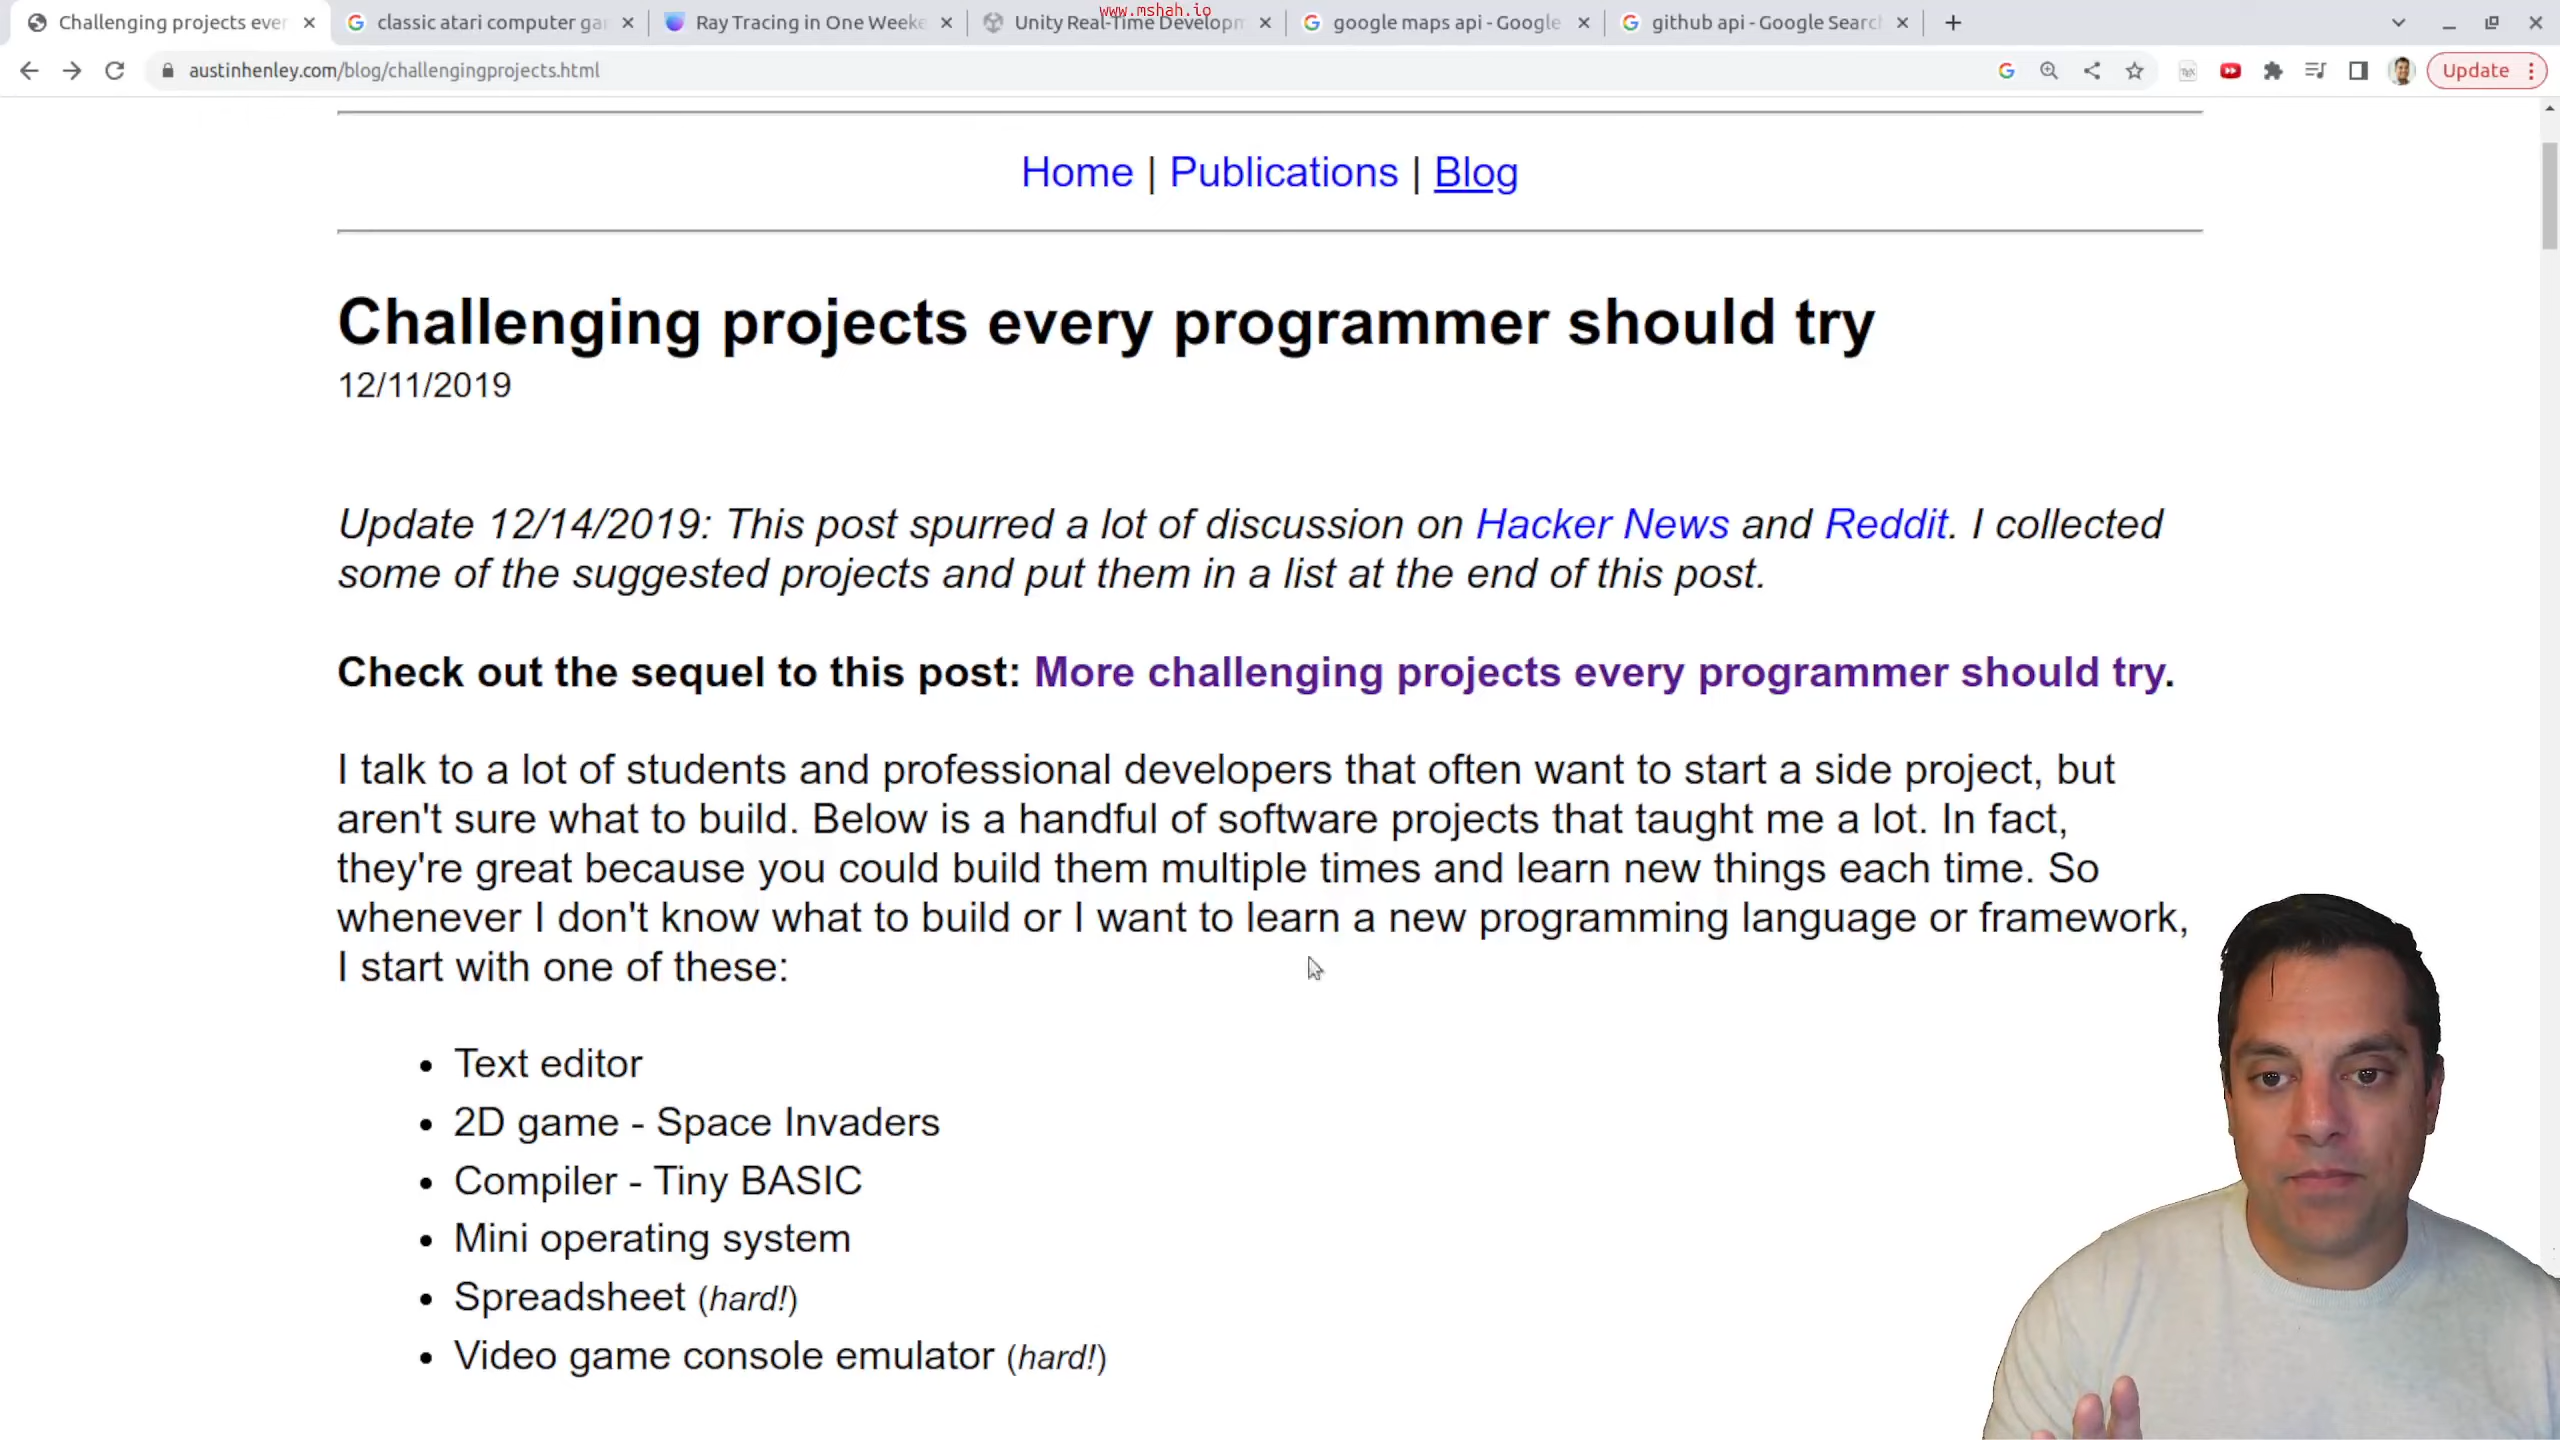 www.mshah.io
Challenging projects ever
classic atari computer ga
Ray Tracing in One Weeke
Unity Real-Time Developm
google maps api - Google
github api - Google Search
austinhenley.com/blog/challengingprojects.html
Update
Home | Publications | Blog
Challenging projects every programmer should try
12/11/2019
Update 12/14/2019: This post spurred a lot of discussion on Hacker News and Reddit. I collected
some of the suggested projects and put them in a list at the end of this post.
Check out the sequel to this post: More challenging projects every programmer should try.
I talk to a lot of students and professional developers that often want to start a side project, but
aren't sure what to build. Below is a handful of software projects that taught me a lot. In fact,
they're great because you could build them multiple times and learn new things each time. So
whenever I don't know what to build or I want to learn a new programming language or framework,
I start with one of these:
• Text editor
• 2D game - Space Invaders
• Compiler - Tiny BASIC
• Mini operating system
• Spreadsheet (hard!)
• Video game console emulator (hard!)